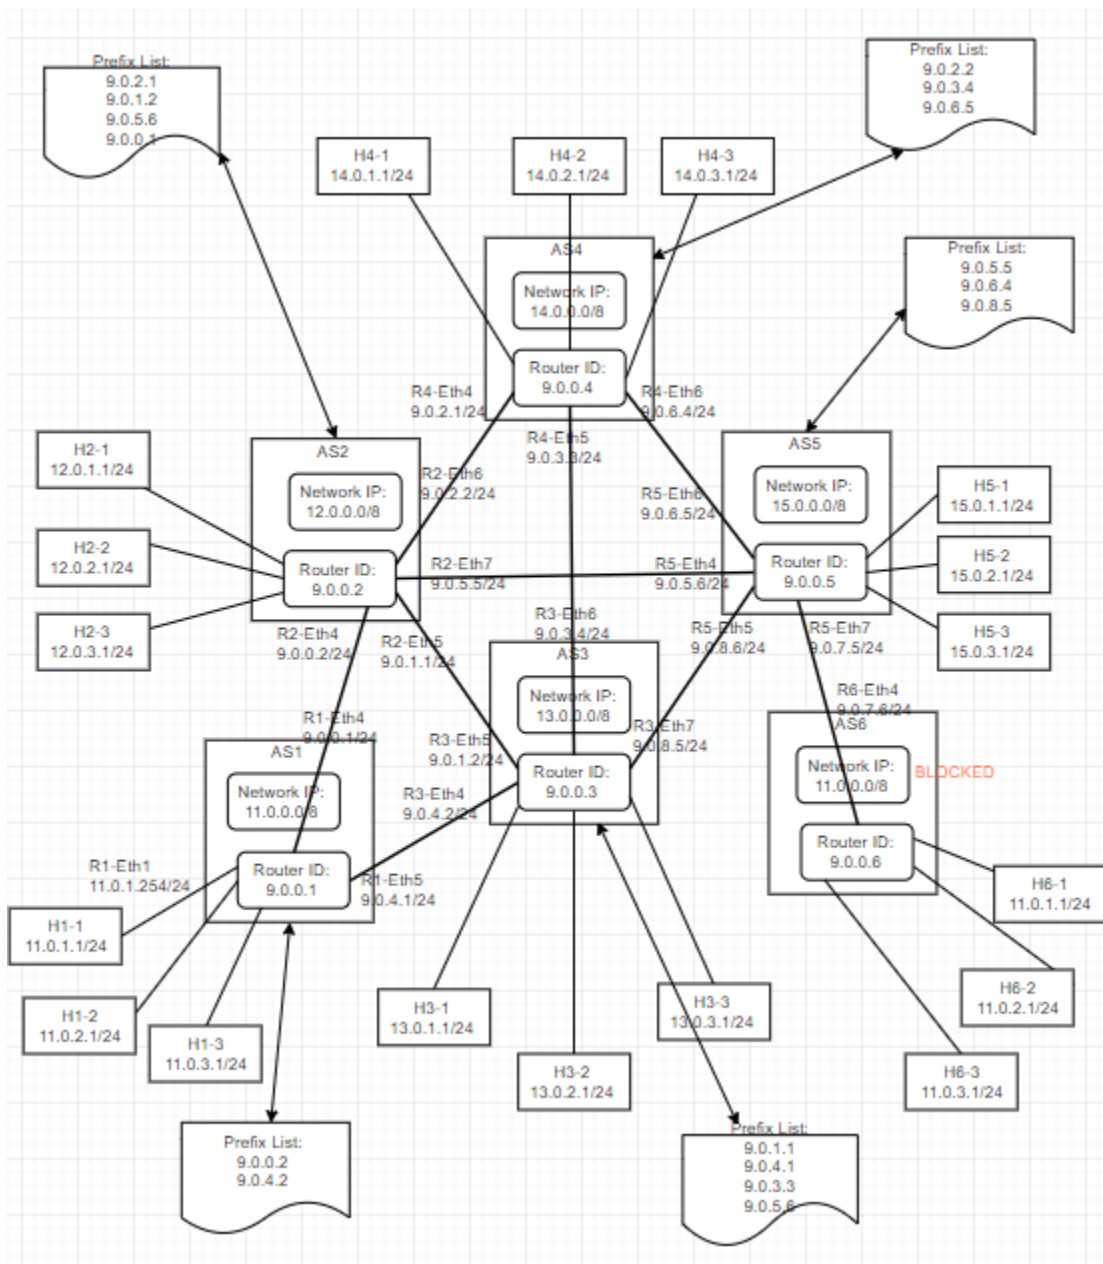 Prefix List:
9.0.2.1
9.0.1.2
9.0.5.6
9.0.0.1
Prefix List:
9.0.2.2
9.0.3.4
9.0.6.5
H4-1
14.0.1.1/24
H4-2
14.0.2.1/24
H4-3
14.0.3.1/24
AS4
Network IP:
14.0.0.0/8
Router ID:
9.0.0.4
Prefix List:
9.0.5.5
9.0.6.4
9.0.8.5
R4-Eth4
9.0.2.1/24
R4-Eth6
9.0.6.4/24
R4-Eth5
9.0.3.3/24
H2-1
12.0.1.1/24
H2-2
12.0.2.1/24
H2-3
12.0.3.1/24
AS2
Network IP:
12.0.0.0/8
Router ID:
9.0.0.2
R2-Eth6
9.0.2.2/24
R2-Eth7
9.0.5.5/24
R5-Eth6
9.0.6.5/24
R5-Eth4
9.0.5.6/24
AS5
Network IP:
15.0.0.0/8
Router ID:
9.0.0.5
H5-1
15.0.1.1/24
H5-2
15.0.2.1/24
H5-3
15.0.3.1/24
R2-Eth4
9.0.0.2/24
R2-Eth5
9.0.1.1/24
R3-Eth6
9.0.3.4/24
R5-Eth5
9.0.8.6/24
R5-Eth7
9.0.7.5/24
AS3
Network IP:
13.0.0.0/8
Router ID:
9.0.0.3
R3-Eth5
9.0.1.2/24
R3-Eth7
9.0.8.5/24
R3-Eth4
9.0.4.2/24
R6-Eth4
9.0.7.6/24
AS6
Network IP:
11.0.0.0/8
BLOCKED
Router ID:
9.0.0.6
R1-Eth4
9.0.0.1/24
AS1
Network IP:
11.0.0.0/8
Router ID:
9.0.0.1
R1-Eth1
11.0.1.254/24
R1-Eth5
9.0.4.1/24
H1-1
11.0.1.1/24
H1-2
11.0.2.1/24
H1-3
11.0.3.1/24
H3-1
13.0.1.1/24
H3-2
13.0.2.1/24
H3-3
13.0.3.1/24
H6-1
11.0.1.1/24
H6-2
11.0.2.1/24
H6-3
11.0.3.1/24
Prefix List:
9.0.0.2
9.0.4.2
Prefix List:
9.0.1.1
9.0.4.1
9.0.3.3
9.0.5.6